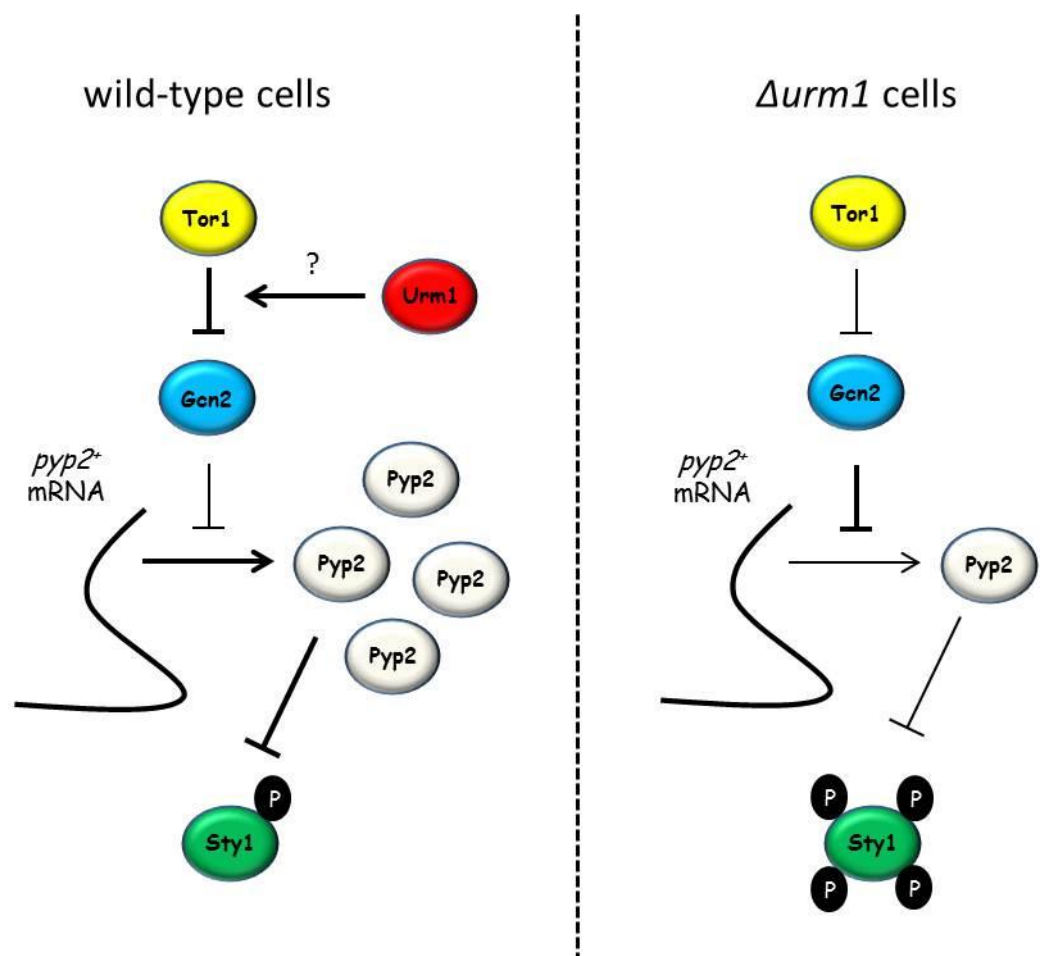 wild-type cells
Δurm1 cells
Tor1
?
Urm1
Gcn2
pyp2⁺
mRNA
Pyp2
Pyp2
Pyp2
Pyp2
P
Sty1
Tor1
Gcn2
pyp2⁺
mRNA
Pyp2
P
P
Sty1
P
P